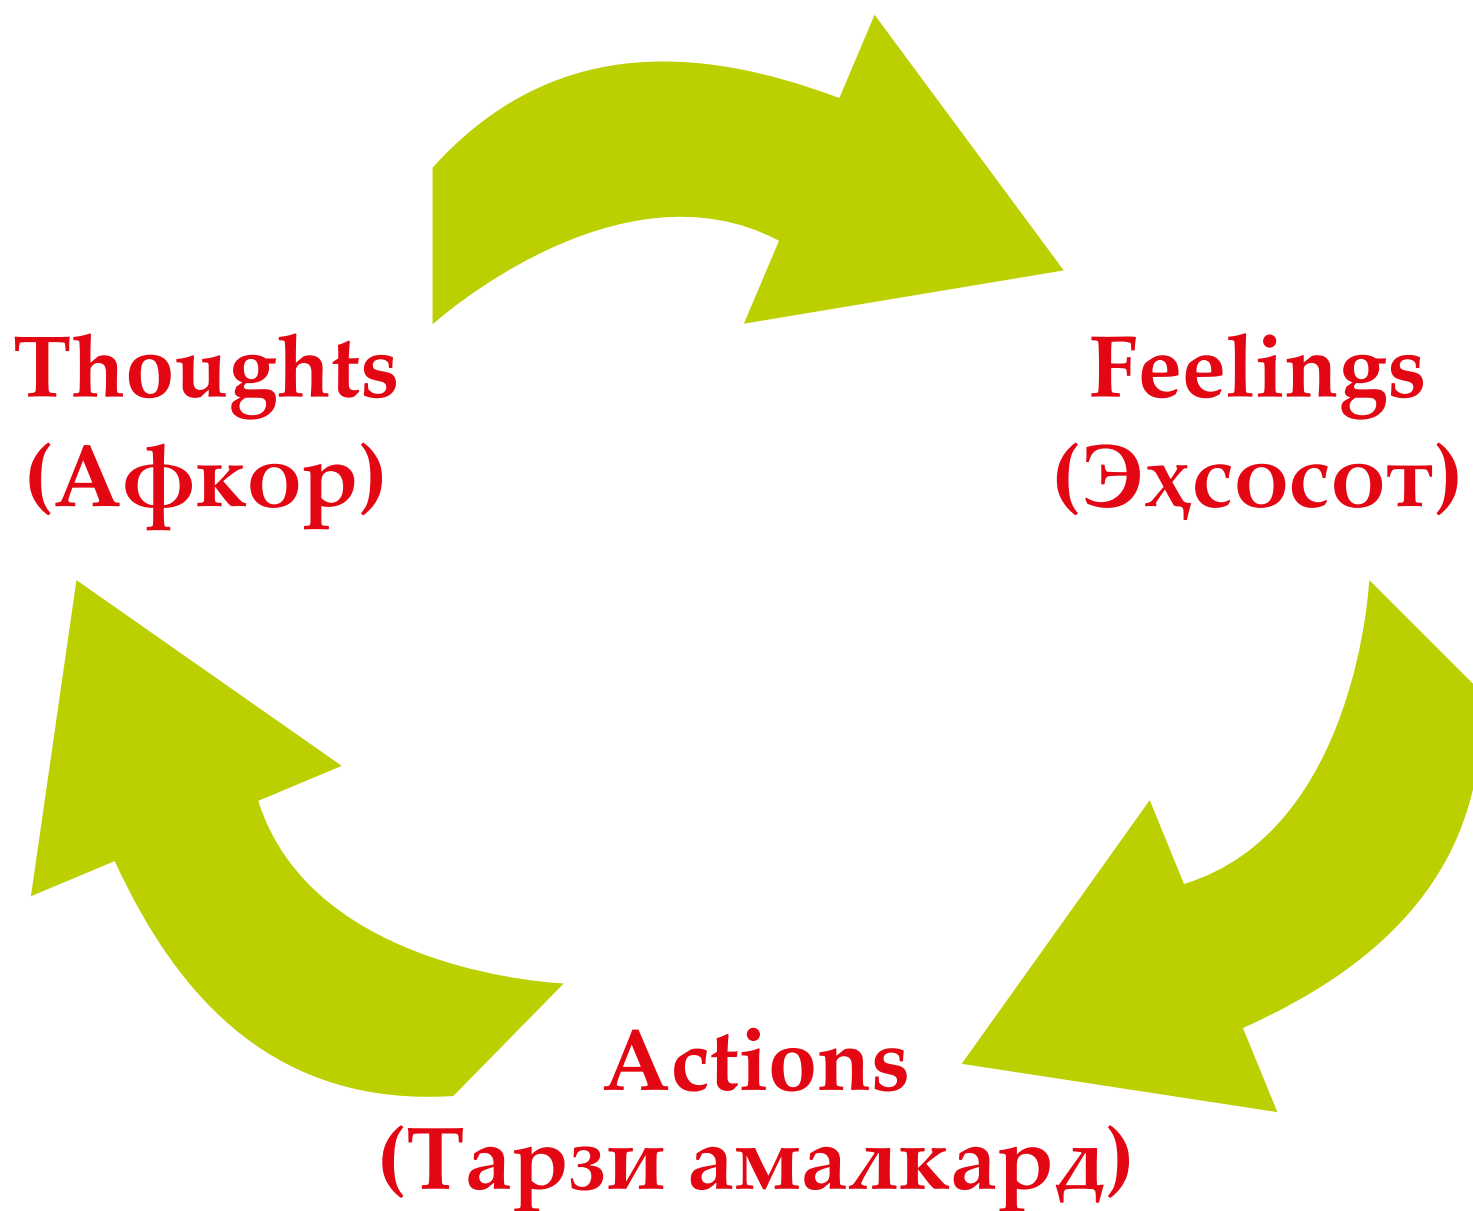 Thoughts
(Афкор)
Feelings
(Эҳсосот)
Actions
(Тарзи амалкард)